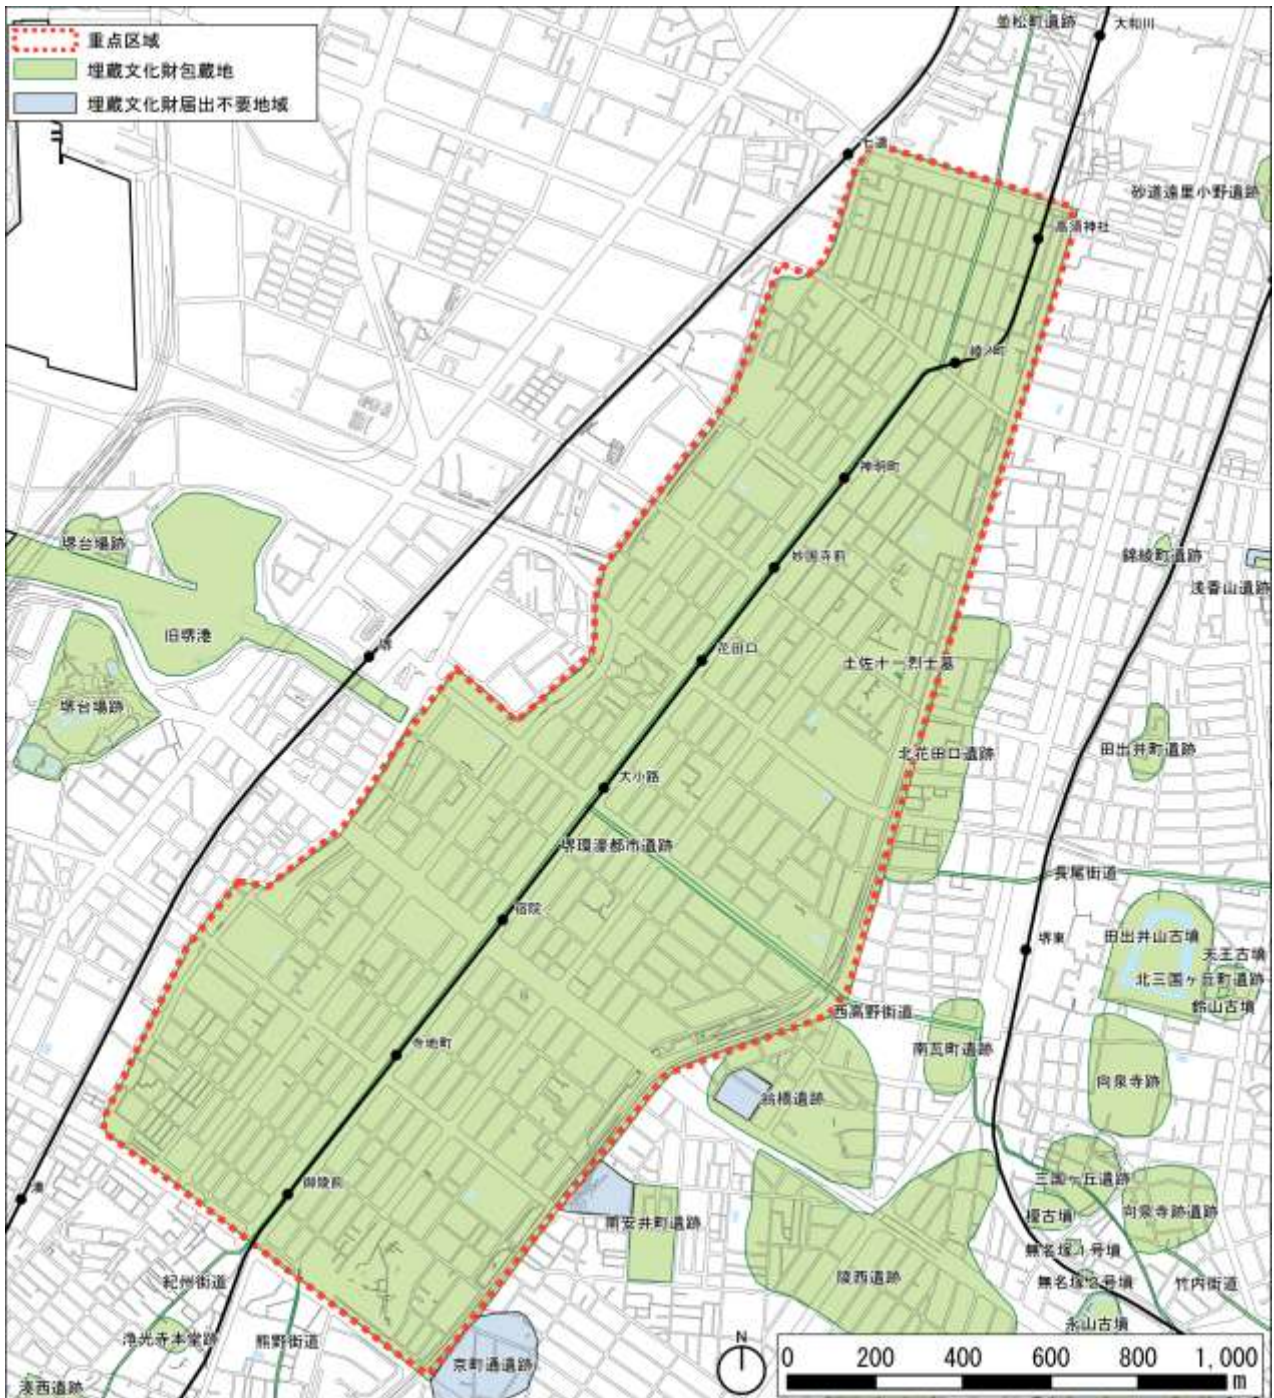 重点区域
埋蔵文化財包蔵地
埋蔵文化財届出不要地域
並松町遺跡
大和川
七道
砂道遠里小野遺跡
高須神社
綾ノ町
神明町
堺台場跡
妙国寺前
錦綾町遺跡
浅香山遺跡
旧堺港
堺
花田口
土佐十一烈士墓
堺台場跡
北花田口遺跡
田出井町遺跡
大小路
堺環濠都市遺跡
長尾街道
宿院
堺東
田出井山古墳
天王古墳
北三国ヶ丘町遺跡
鈴山古墳
西高野街道
南瓦町遺跡
寺地町
向泉寺跡
翁橋遺跡
御陵前
湊
三国ヶ丘遺跡
榎古墳
向泉寺跡遺跡
南安井町遺跡
無名塚1号墳
紀州街道
陵西遺跡
無名塚2号墳
竹内街道
永山古墳
浄光寺本堂跡
熊野街道
京町通遺跡
湊西遺跡
N
0 200 400 600 800 1,000
m